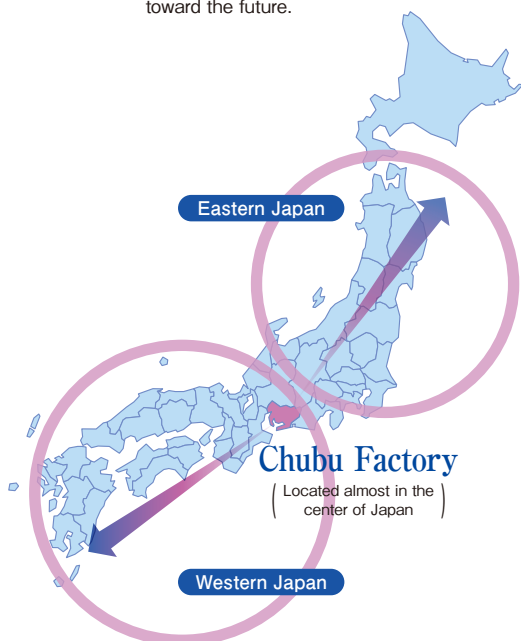 toward the future.
Eastern Japan
Chubu Factory
(Located almost in the
center of Japan)
Western Japan